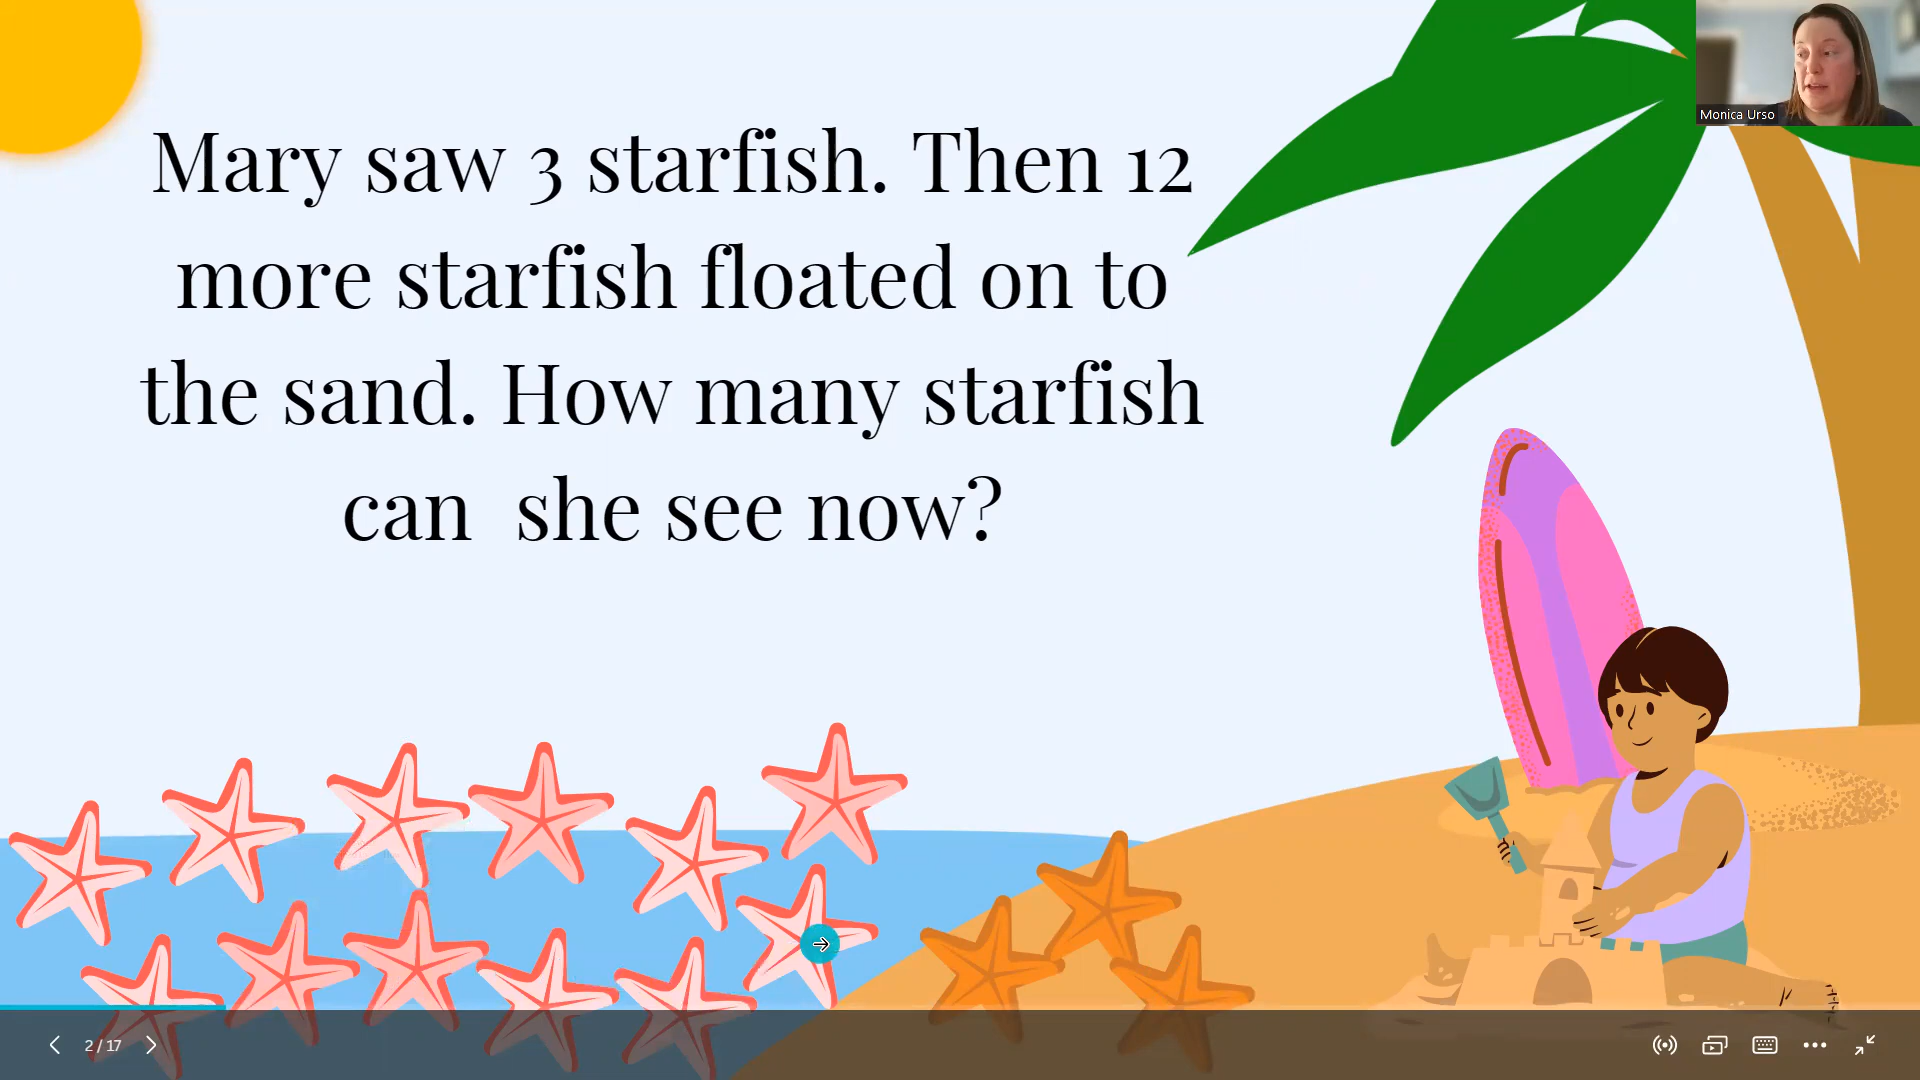 Monica Urso
Mary saw 3 starfish. Then 12
more starfish floated on to
the sand. How many starfish
can  she see now?
2 / 17